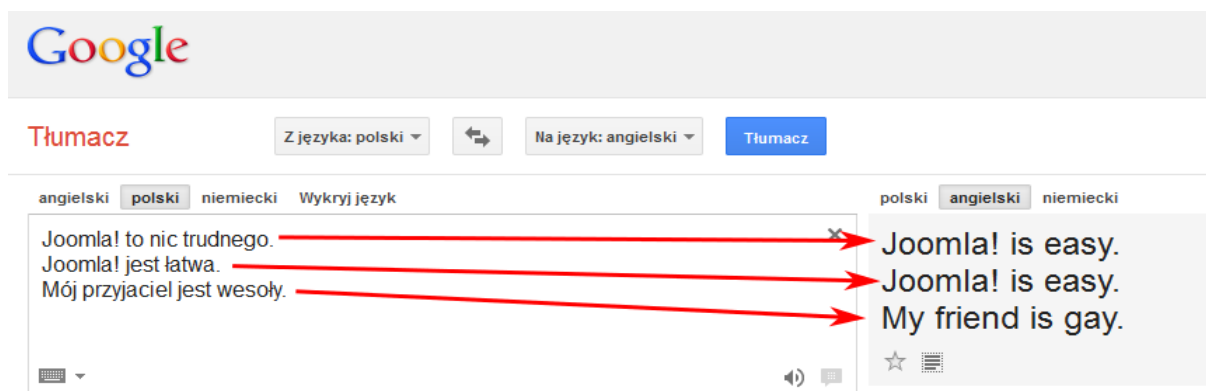 Google
Tłumacz
Z języka: polski
Na język: angielski
Tłumacz
angielski polski niemiecki Wykryj język
polski angielski niemiecki
Joomla! to nic trudnego.
Joomla! jest łatwa.
Mój przyjaciel jest wesoły.
Joomla! is easy.
Joomla! is easy.
My friend is gay.